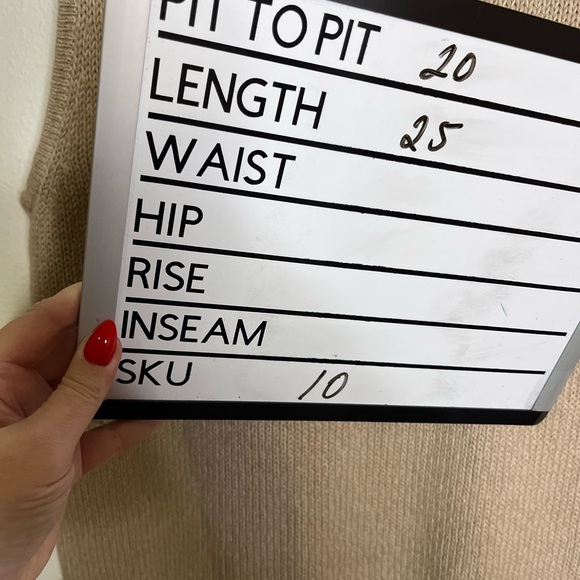 PIT TO PIT 20
LENGTH 25
WAIST
HIP
RISE
INSEAM
SKU 10